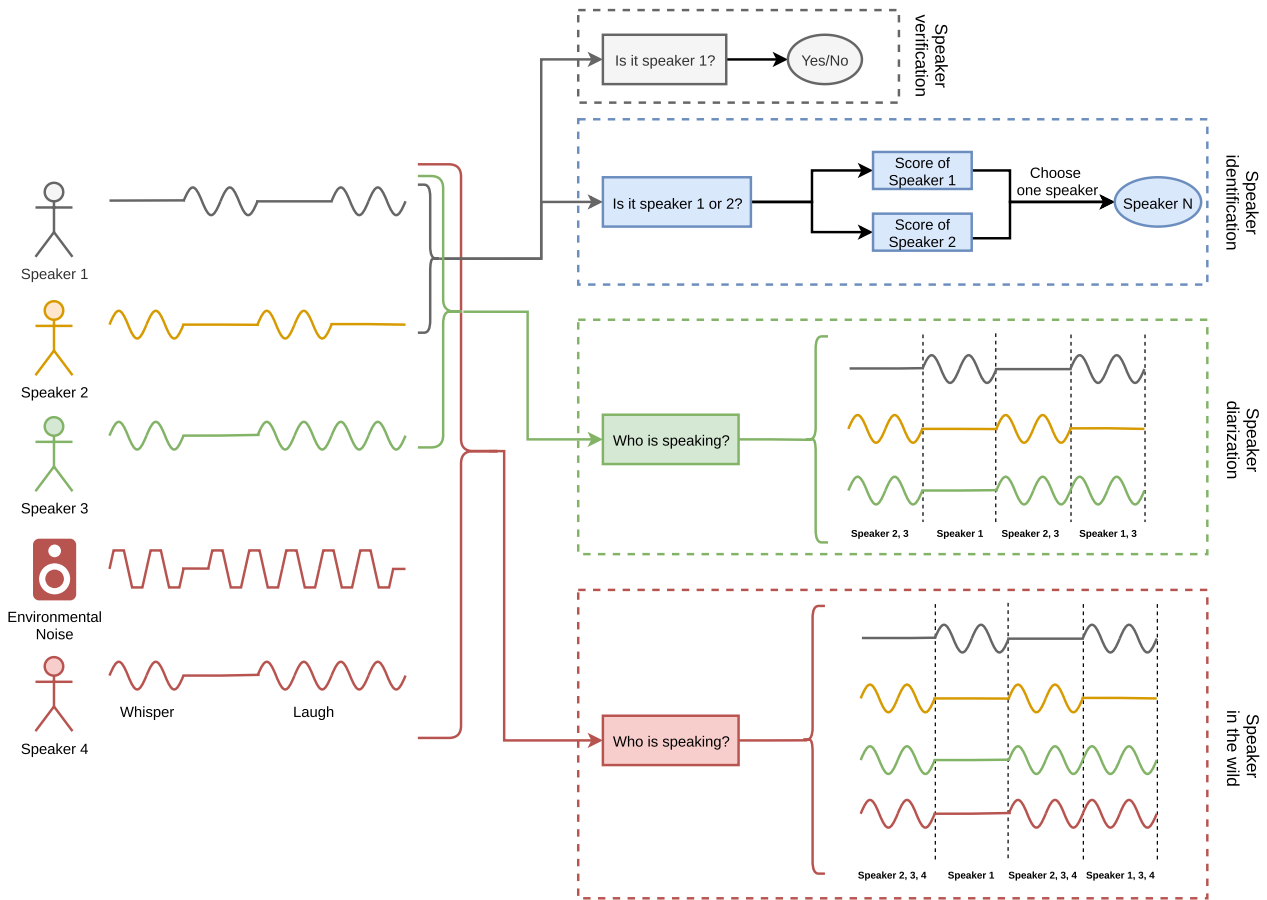 Is it speaker 1?
Yes/No
Speaker
verification
Is it speaker 1 or 2?
Score of
Speaker 1
Score of
Speaker 2
Choose
one speaker
Speaker N
Speaker
identification
Speaker 1
Speaker 2
Speaker 3
Environmental
Noise
Whisper
Laugh
Speaker 4
Who is speaking?
Speaker 2, 3
Speaker 1
Speaker 2, 3
Speaker 1, 3
Speaker
diarization
Who is speaking?
Speaker 2, 3, 4
Speaker 1
Speaker 2, 3, 4
Speaker 1, 3, 4
Speaker
in the wild